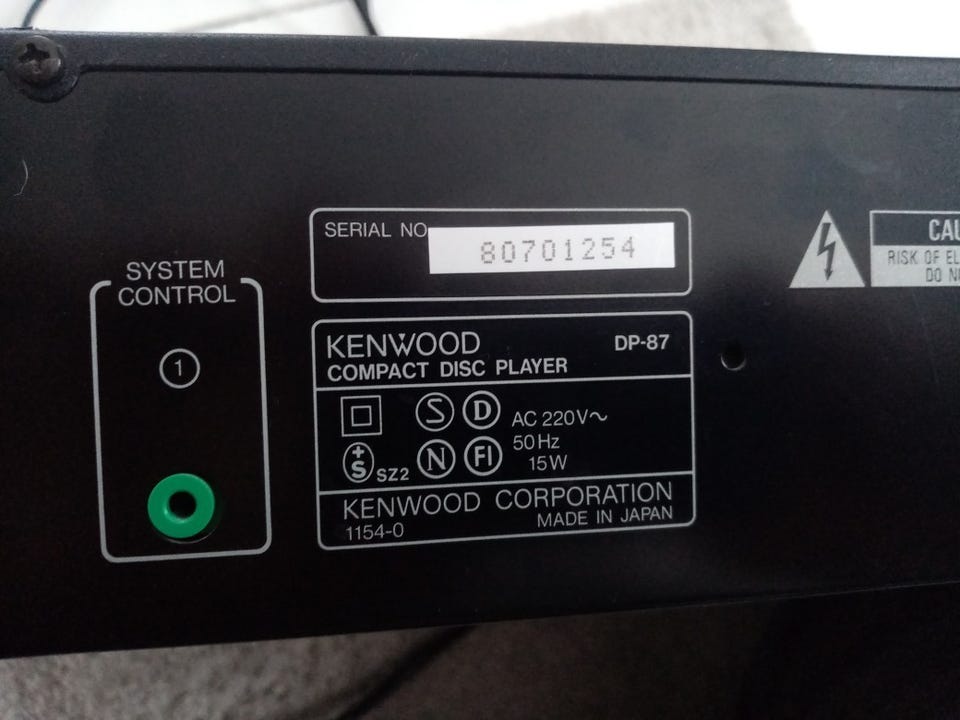 SERIAL NO.
80701254
SYSTEM
CONTROL
1
KENWOOD DP-87
COMPACT DISC PLAYER
S D AC 220V~
50Hz
+S SZ2 N FI 15W
KENWOOD CORPORATION
1154-0 MADE IN JAPAN
CAU
RISK OF EL
DO N